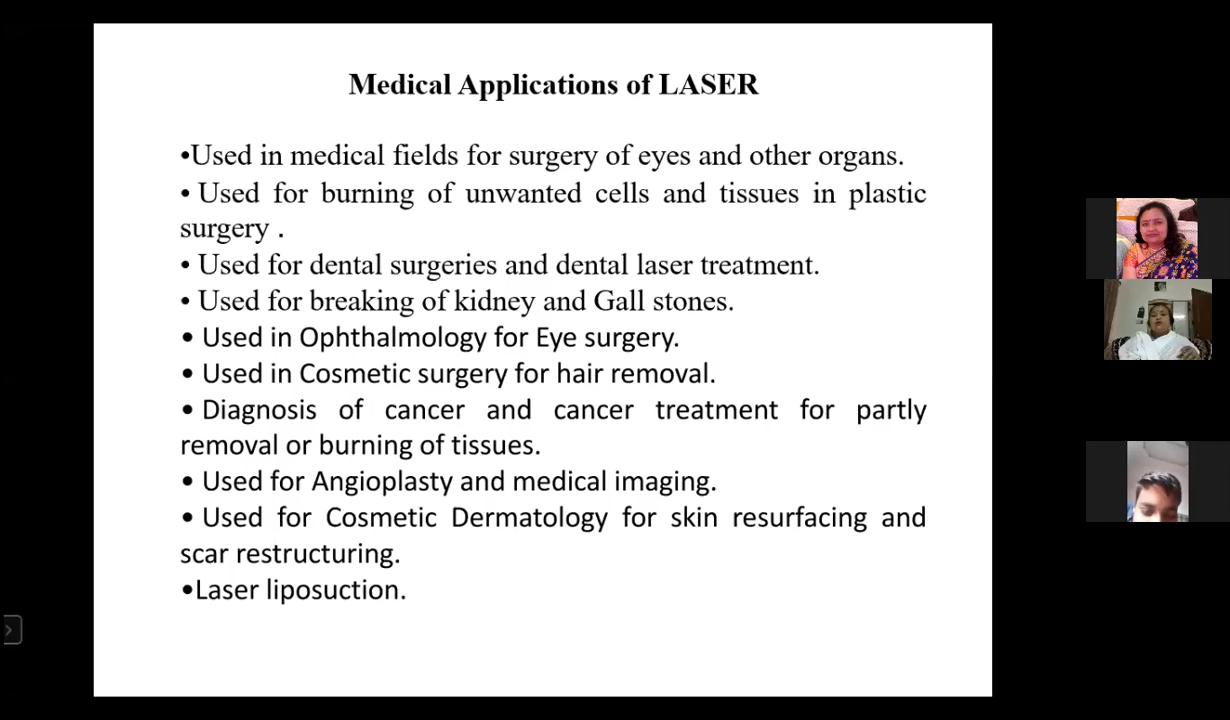 Medical Applications of LASER
•Used in medical fields for surgery of eyes and other organs.
• Used for burning of unwanted cells and tissues in plastic
surgery .
• Used for dental surgeries and dental laser treatment.
• Used for breaking of kidney and Gall stones.
• Used in Ophthalmology for Eye surgery.
• Used in Cosmetic surgery for hair removal.
• Diagnosis of cancer and cancer treatment for partly
removal or burning of tissues.
• Used for Angioplasty and medical imaging.
• Used for Cosmetic Dermatology for skin resurfacing and
scar restructuring.
•Laser liposuction.